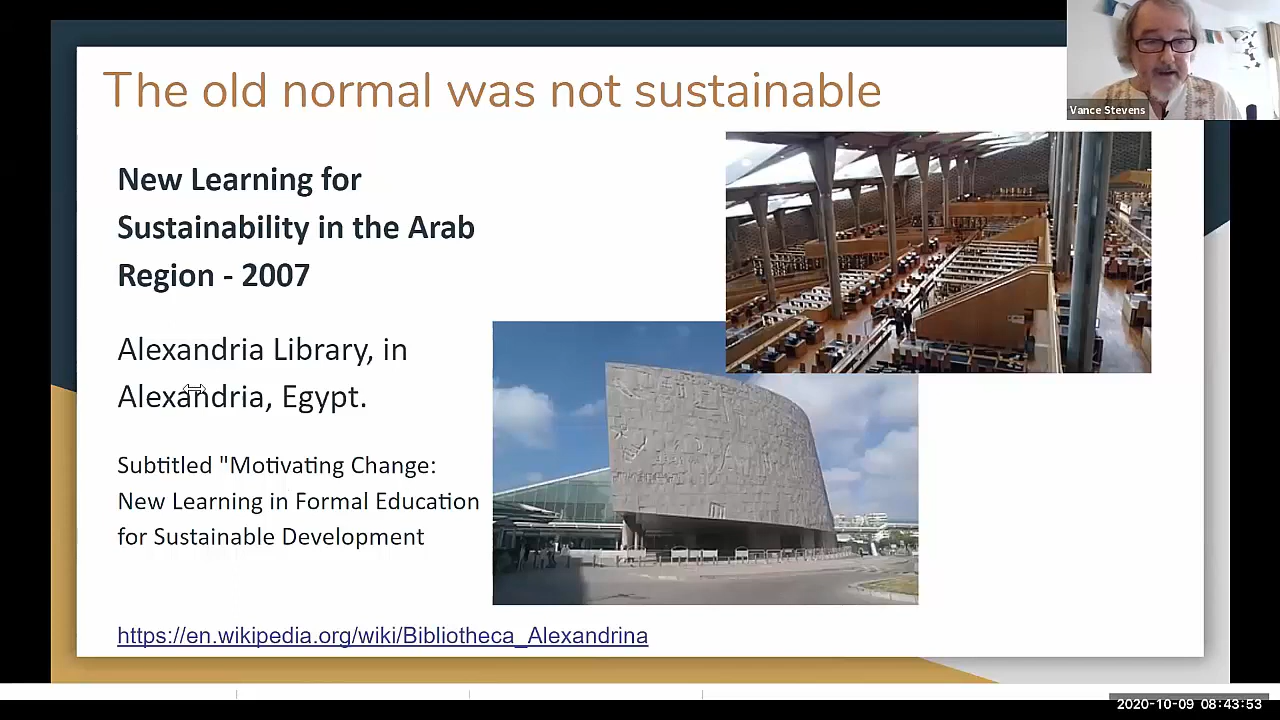 The old normal was not sustainable
Vance Stevens
New Learning for
Sustainability in the Arab
Region - 2007
Alexandria Library, in
Alexandria, Egypt.
Subtitled "Motivating Change:
New Learning in Formal Education
for Sustainable Development
https://en.wikipedia.org/wiki/Bibliotheca_Alexandrina
2020-10-09 08:43:53